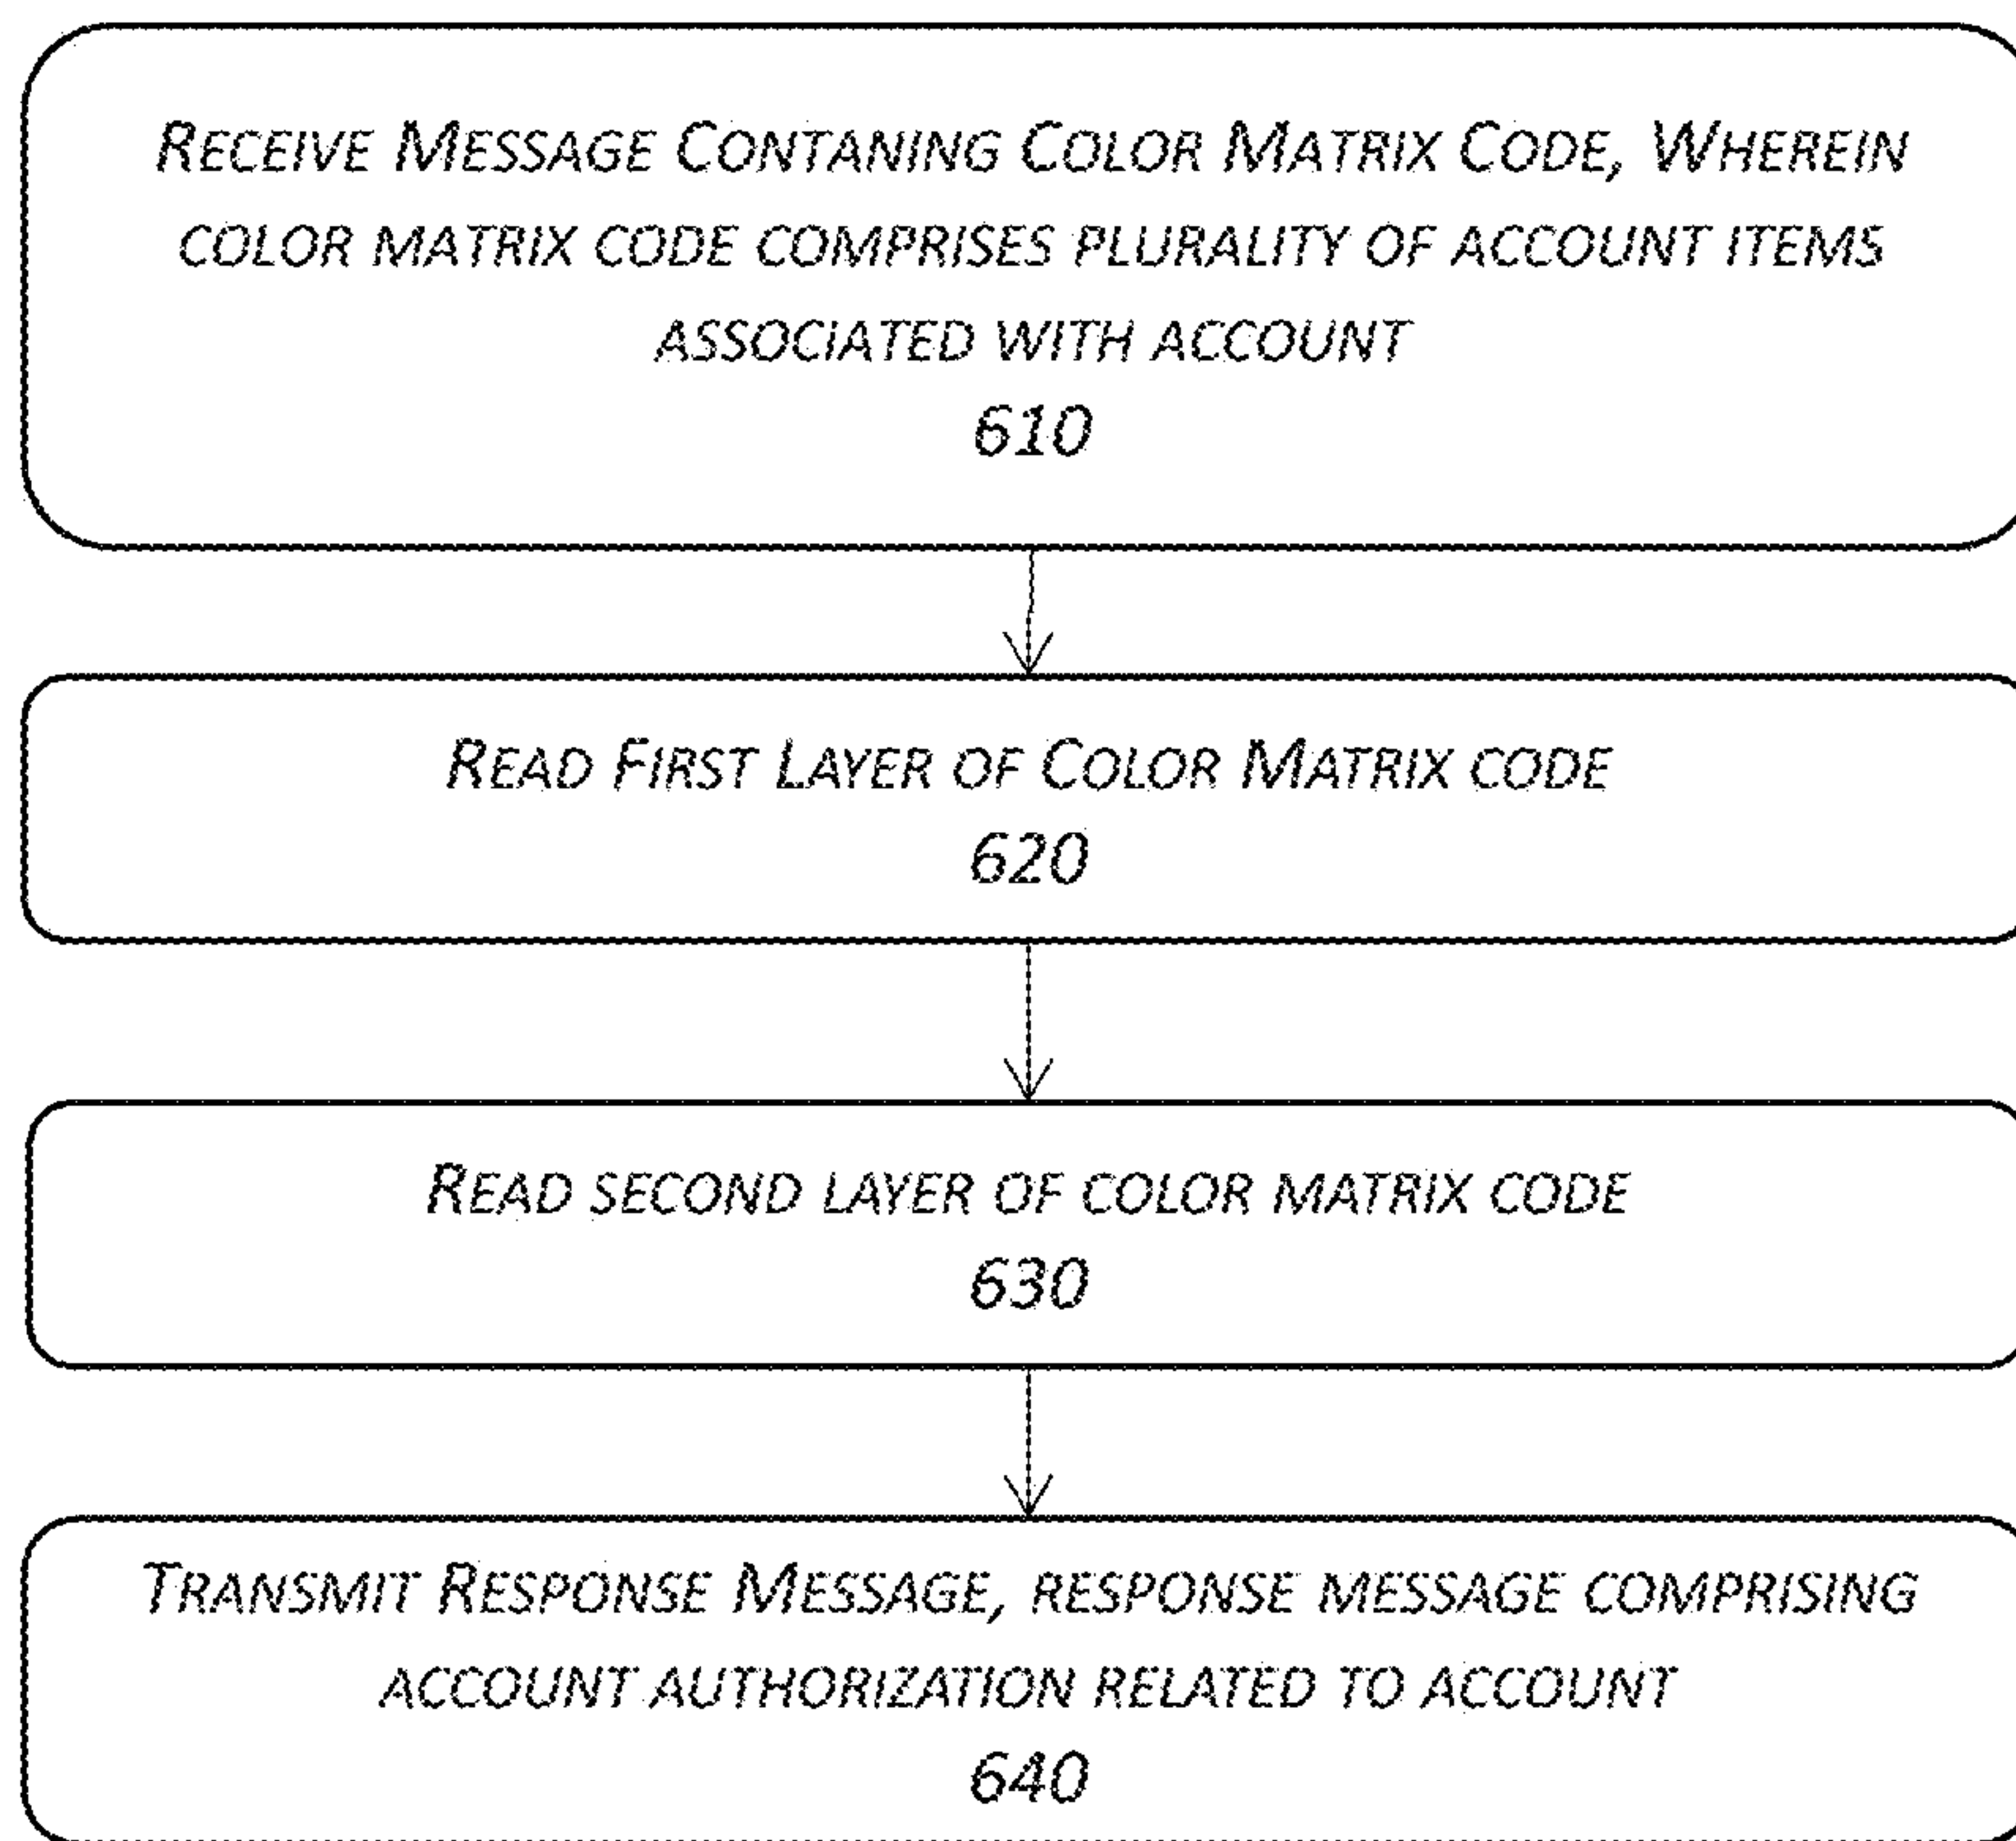 RECEIVE MESSAGE CONTANING COLOR MATRIX CODE, WHEREIN
COLOR MATRIX CODE COMPRISES PLURALITY OF ACCOUNT ITEMS
ASSOCIATED WITH ACCOUNT
610
READ FIRST LAYER OF COLOR MATRIX CODE
620
READ SECOND LAYER OF COLOR MATRIX CODE
630
TRANSMIT RESPONSE MESSAGE, RESPONSE MESSAGE COMPRISING
ACCOUNT AUTHORIZATION RELATED TO ACCOUNT
640